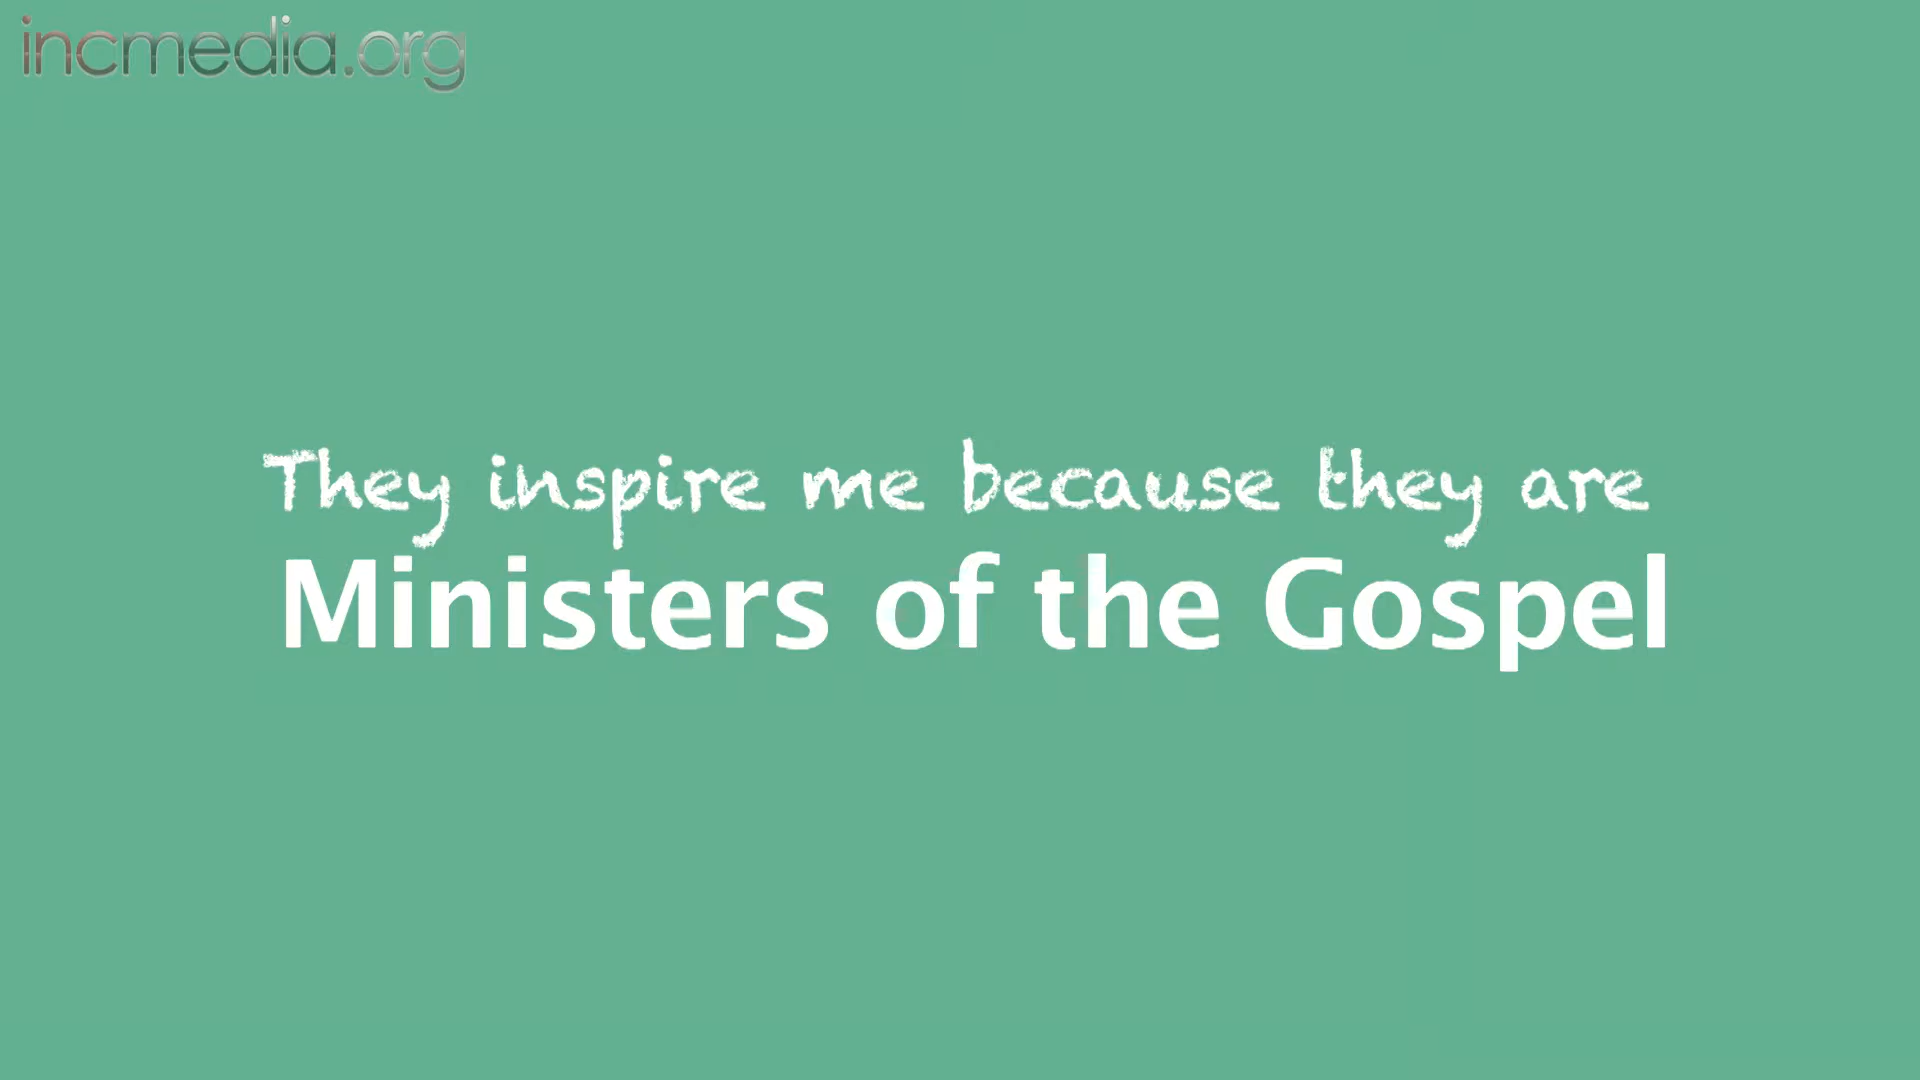 incmedia.org
They inspire me because they are
Ministers of the Gospel